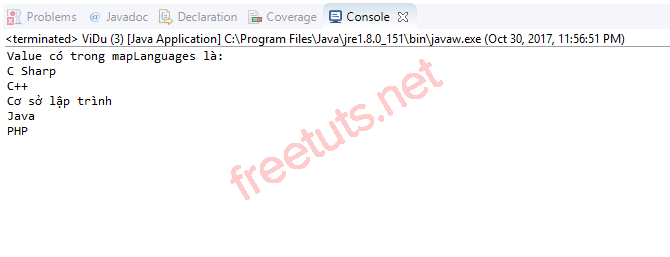 Problems @ Javadoc Declaration Coverage Console
<terminated> ViDu (3) [Java Application] C:\Program Files\Java\jre1.8.0_151\bin\javaw.exe (Oct 30, 2017, 11:56:51 PM)
Value có trong mapLanguages là:
C Sharp
C++
Cơ sở lập trình
Java
PHP
freetuts.net